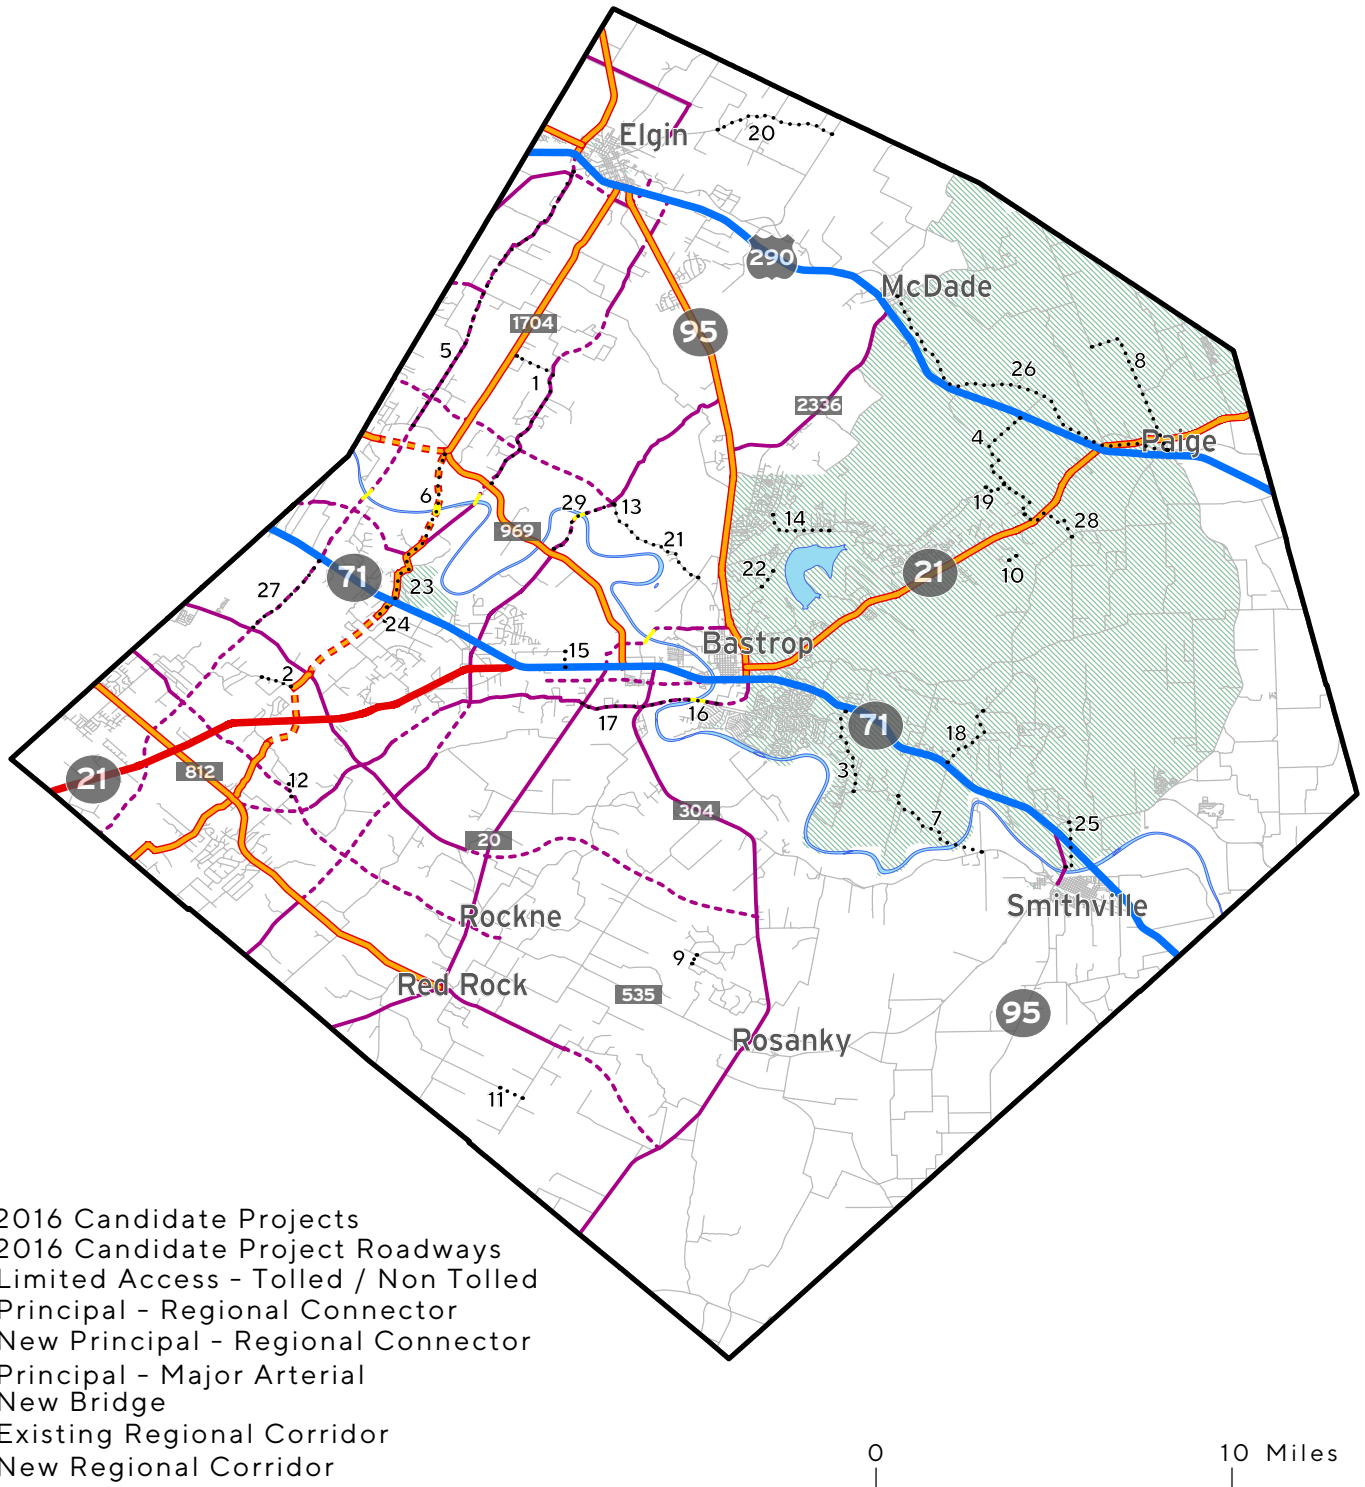 Elgin
20
290
McDade
1704
95
5
1
2336
26
8
4
Paige
6
29
13
19
969
14
21
28
71
23
22
21
10
27
24
Bastrop
15
2
17
16
71
18
21
812
12
3
304
7
25
20
Smithville
Rockne
9
Red Rock
535
95
Rosanky
11
2016 Candidate Projects
2016 Candidate Project Roadways
Limited Access - Tolled / Non Tolled
Principal - Regional Connector
New Principal - Regional Connector
Principal - Major Arterial
New Bridge
Existing Regional Corridor
New Regional Corridor
0 10 Miles